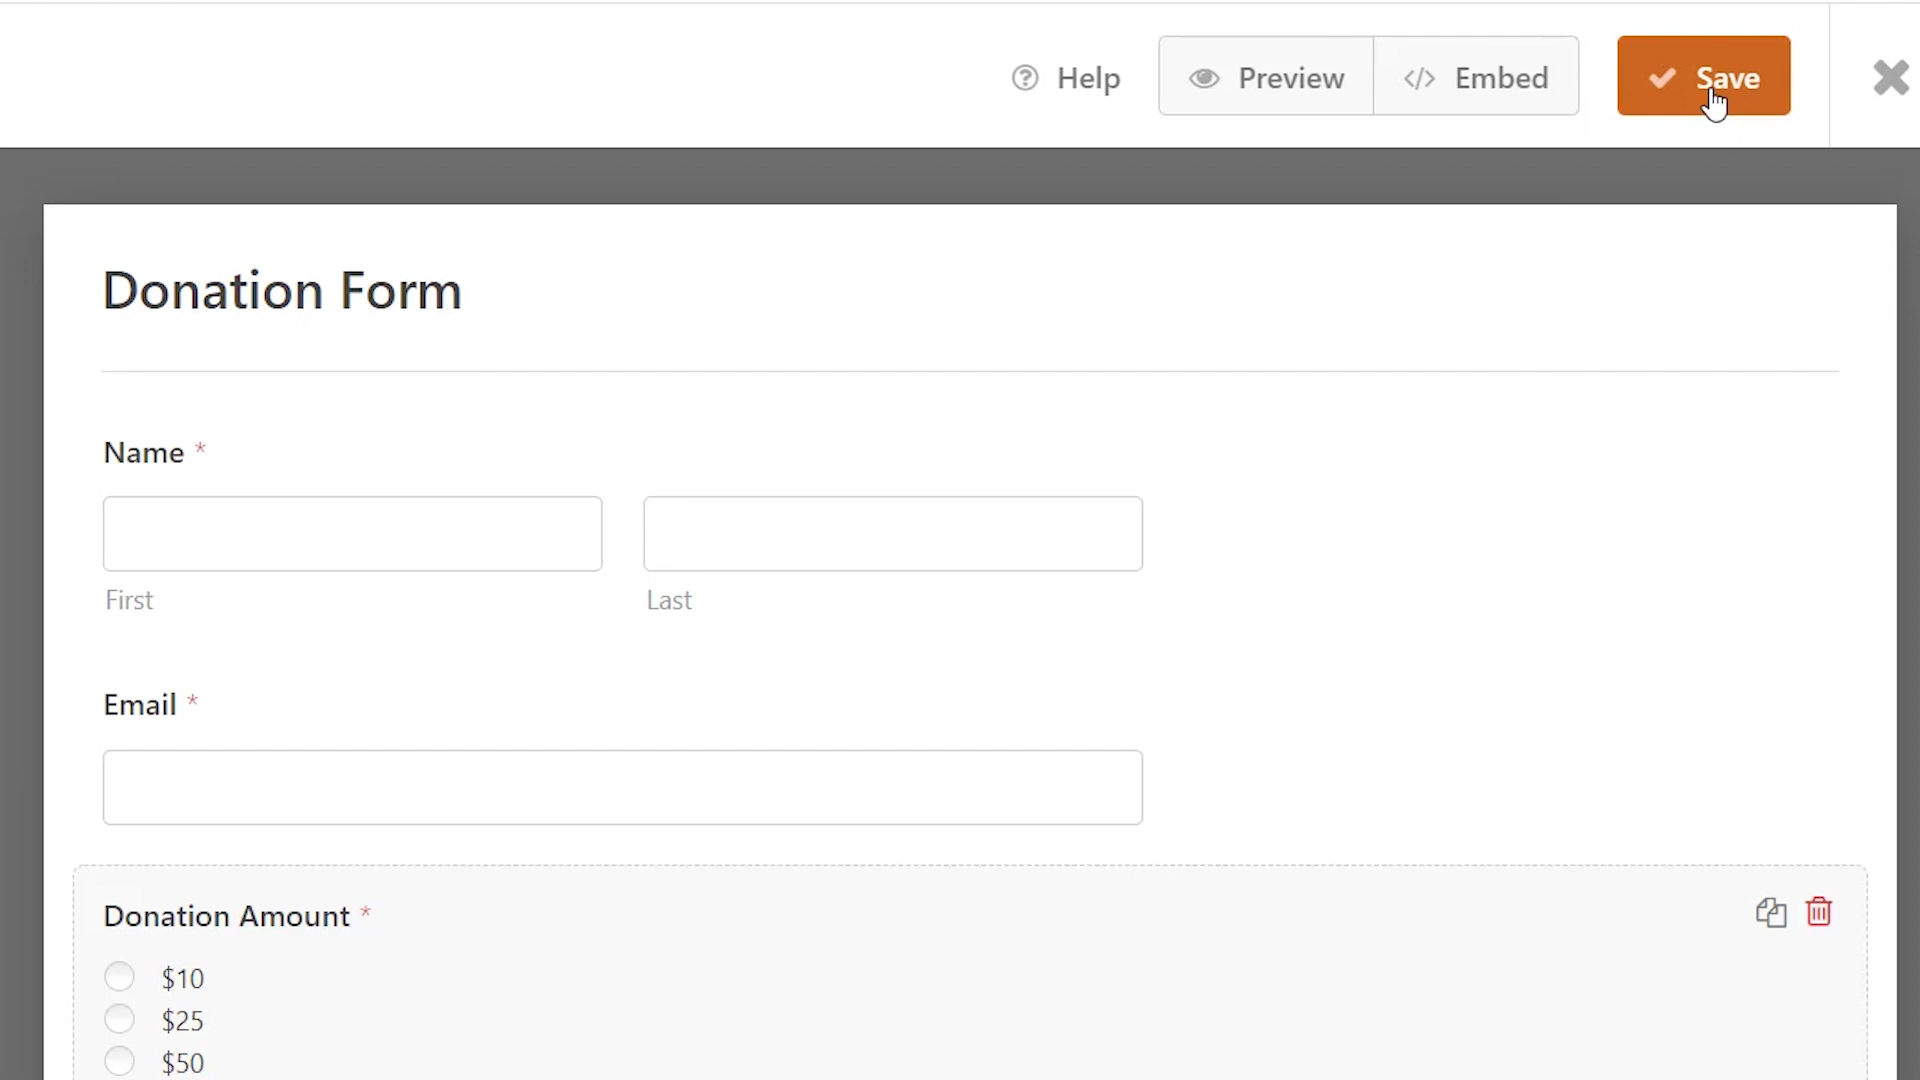 Help Preview </> Embed Save
Donation Form
Name *
First Last
Email *
Donation Amount *
$10
$25
$50